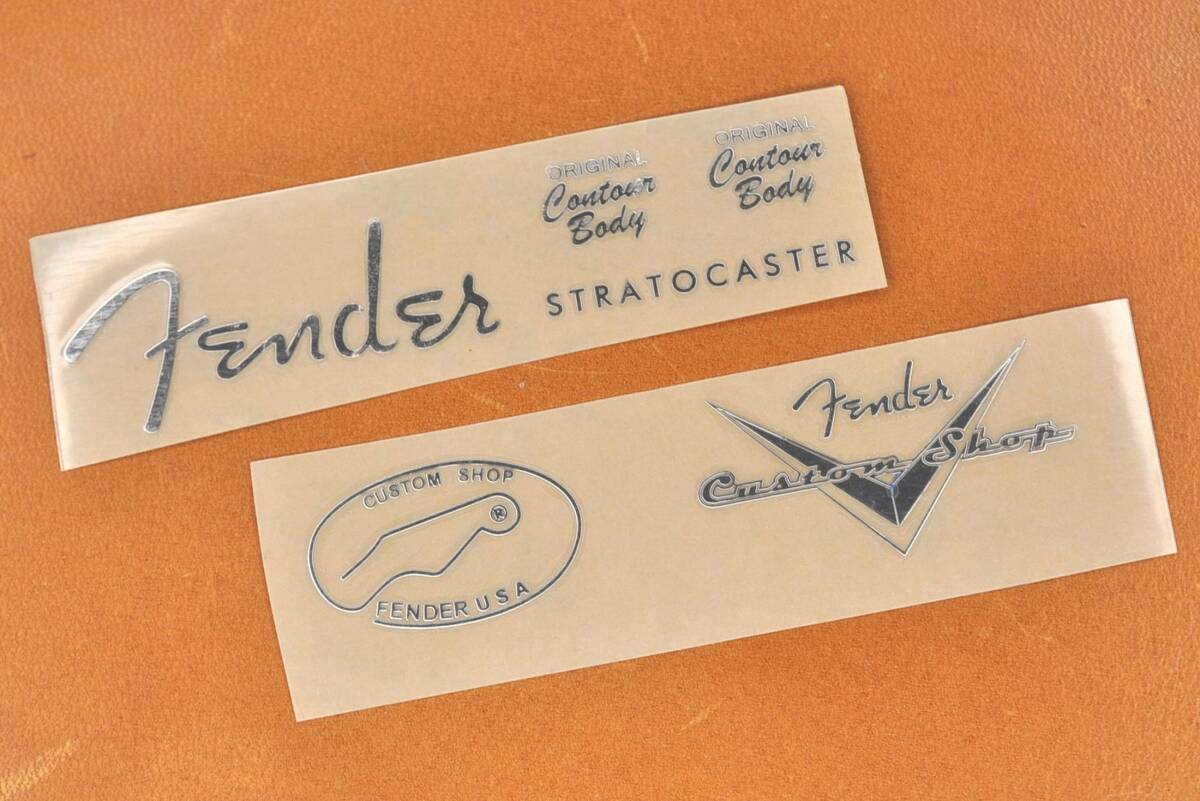 ORIGINAL
Contour
Body
ORIGINAL
Contour
Body
Fender
STRATOCASTER
CUSTOM SHOP
®
FENDER USA
Fender
Custom Shop